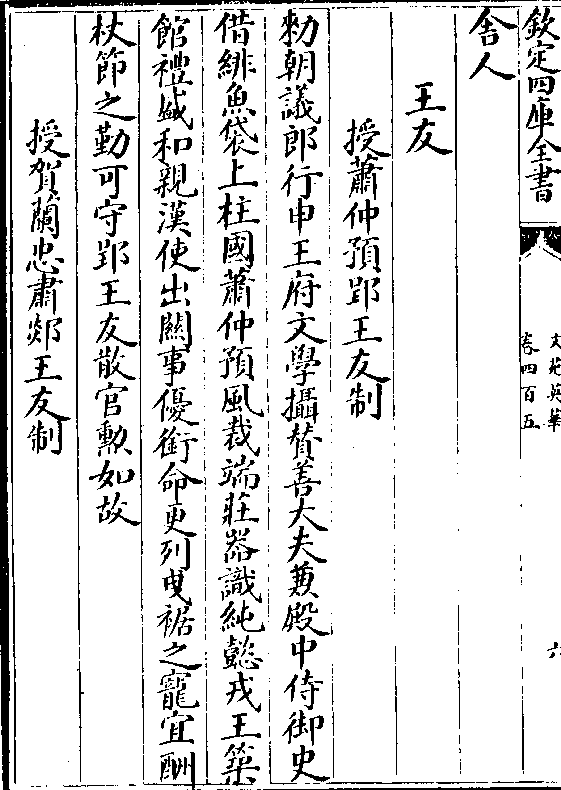 欽定四庫全書
文苑英華
卷四百五
六
舍人
王友
授蕭仲預郢王友制
勅朝議郎行申王府文學攝賛善大夫兼殿中侍御史
借緋魚袋上柱國蕭仲預風裁端莊器識純懿戎王築
館禮盛和親漢使出關事優銜命更列曵裾之寵宜酬
杖節之勤可守郢王友散官勲如故
授賀蘭忠肅郯王友制